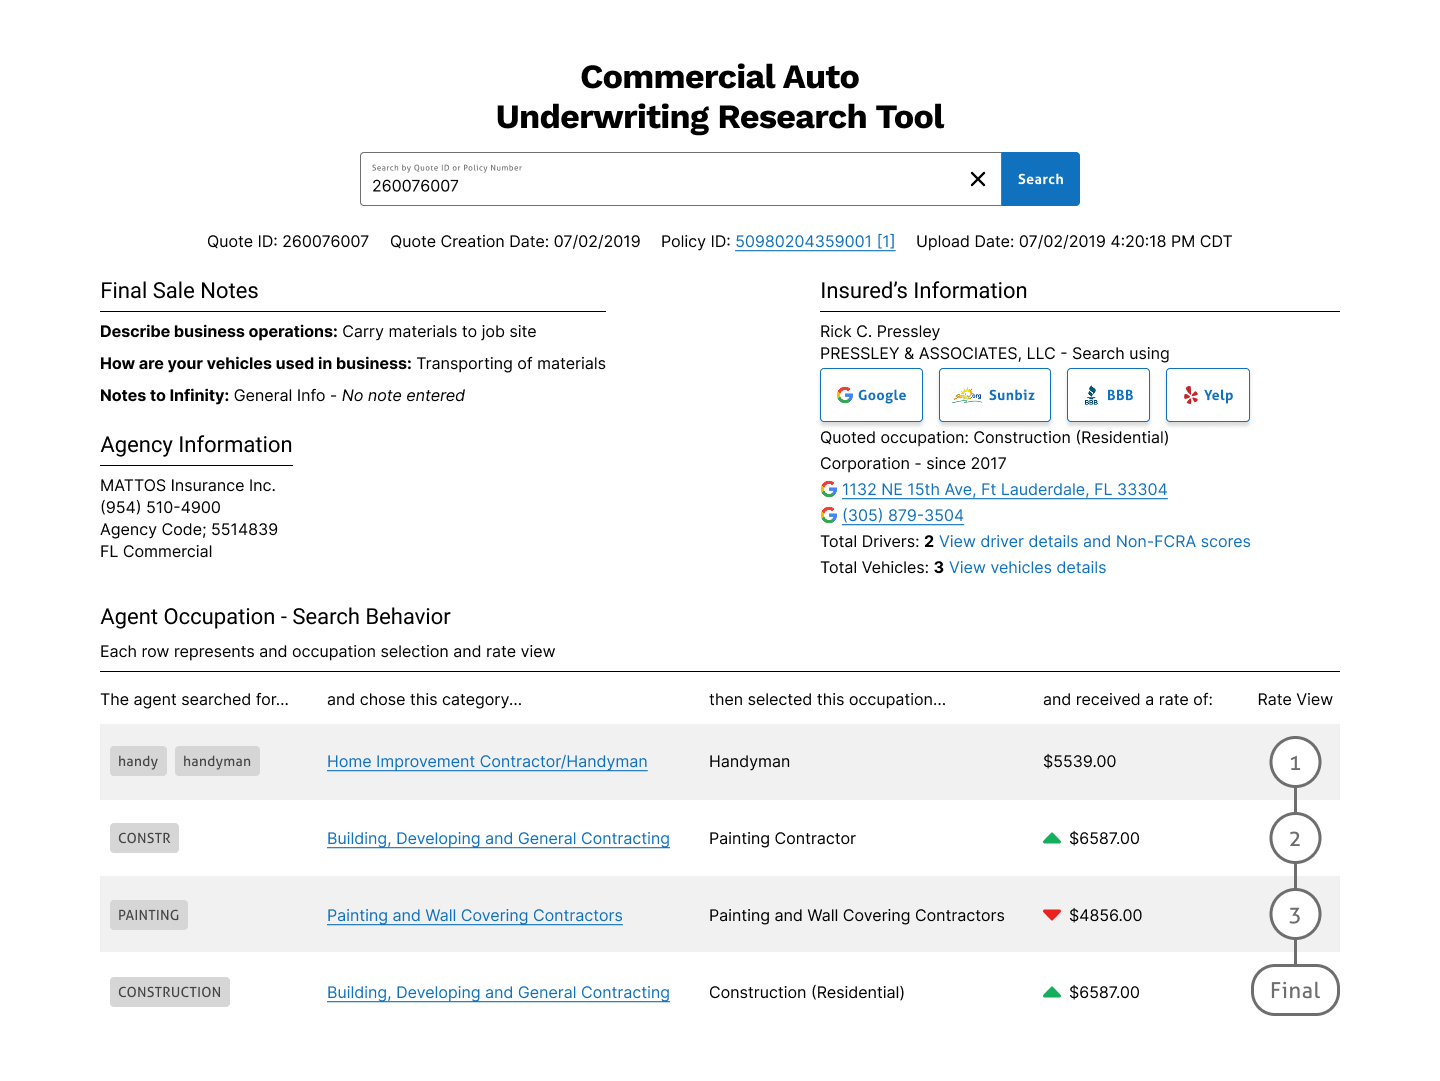 Commercial Auto
Underwriting Research Tool
Search by Quote ID or Policy Number
260076007
Search
Quote ID: 260076007 Quote Creation Date: 07/02/2019 Policy ID: 50980204359001 [1] Upload Date: 07/02/2019 4:20:18 PM CDT
Final Sale Notes
Describe business operations: Carry materials to job site
How are your vehicles used in business: Transporting of materials
Notes to Infinity: General Info - No note entered
Agency Information
MATTOS Insurance Inc.
(954) 510-4900
Agency Code; 5514839
FL Commercial
Insured’s Information
Rick C. Pressley
PRESSLEY & ASSOCIATES, LLC - Search using
Google Sunbiz BBB BBB Yelp
Quoted occupation: Construction (Residential)
Corporation - since 2017
1132 NE 15th Ave, Ft Lauderdale, FL 33304
(305) 879-3504
Total Drivers: 2 View driver details and Non-FCRA scores
Total Vehicles: 3 View vehicles details
Agent Occupation - Search Behavior
Each row represents and occupation selection and rate view
The agent searched for... and chose this category... then selected this occupation... and received a rate of: Rate View
handy handyman Home Improvement Contractor/Handyman Handyman $5539.00 1
CONSTR Building, Developing and General Contracting Painting Contractor $6587.00 2
PAINTING Painting and Wall Covering Contractors Painting and Wall Covering Contractors $4856.00 3
CONSTRUCTION Building, Developing and General Contracting Construction (Residential) $6587.00 Final